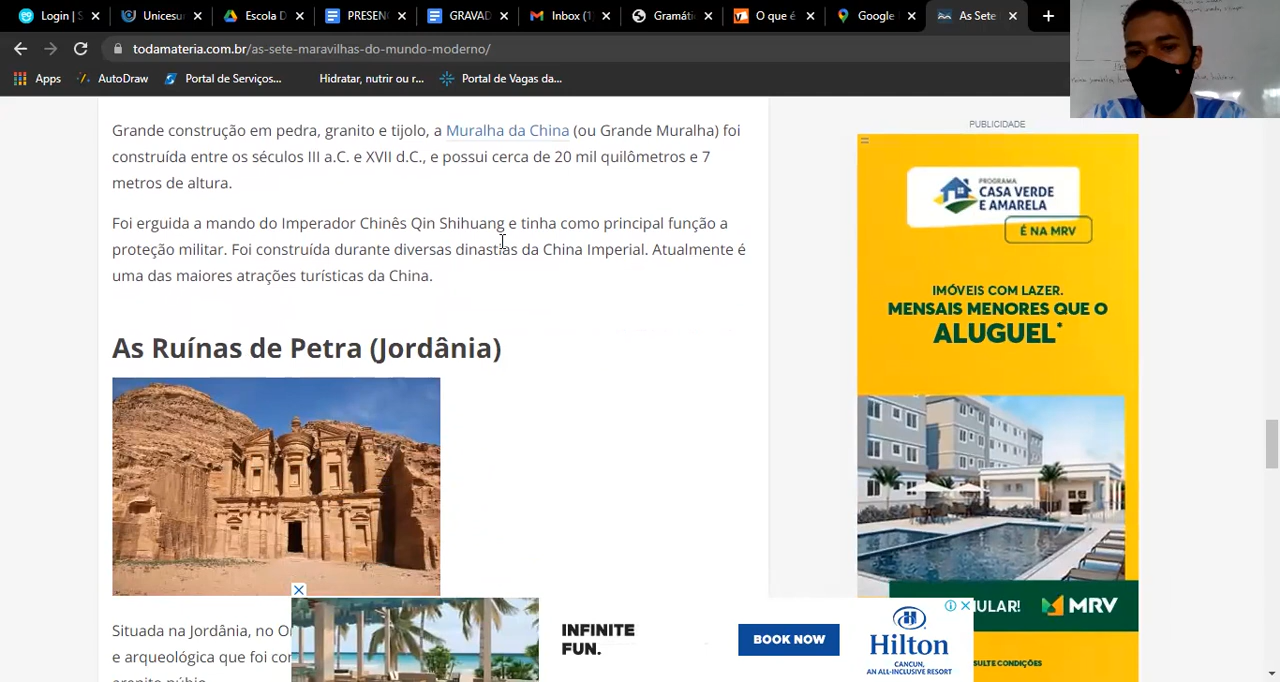 Login |
Unicesu
Escola D
PRESEN
GRAVAD
Inbox (1
Gramáti
O que é
Google
As Sete
todamateria.com.br/as-sete-maravilhas-do-mundo-moderno/
Apps
AutoDraw
Portal de Serviços...
Hidratar, nutrir ou r...
Portal de Vagas da...
Grande construção em pedra, granito e tijolo, a Muralha da China (ou Grande Muralha) foi
construída entre os séculos III a.C. e XVII d.C., e possui cerca de 20 mil quilômetros e 7
metros de altura.
Foi erguida a mando do Imperador Chinês Qin Shihuang e tinha como principal função a
proteção militar. Foi construída durante diversas dinastias da China Imperial. Atualmente é
uma das maiores atrações turísticas da China.
As Ruínas de Petra (Jordânia)
Situada na Jordânia, no Or
e arqueológica que foi con
arenito núbio
PUBLICIDADE
PROGRAMA
CASA VERDE
E AMARELA
É NA MRV
IMÓVEIS COM LAZER.
MENSAIS MENORES QUE O
ALUGUEL*
ULAR!
MRV
SULTE CONDIÇÕES
INFINITE
FUN.
BOOK NOW
Hilton
CANCUN,
AN ALL-INCLUSIVE RESORT